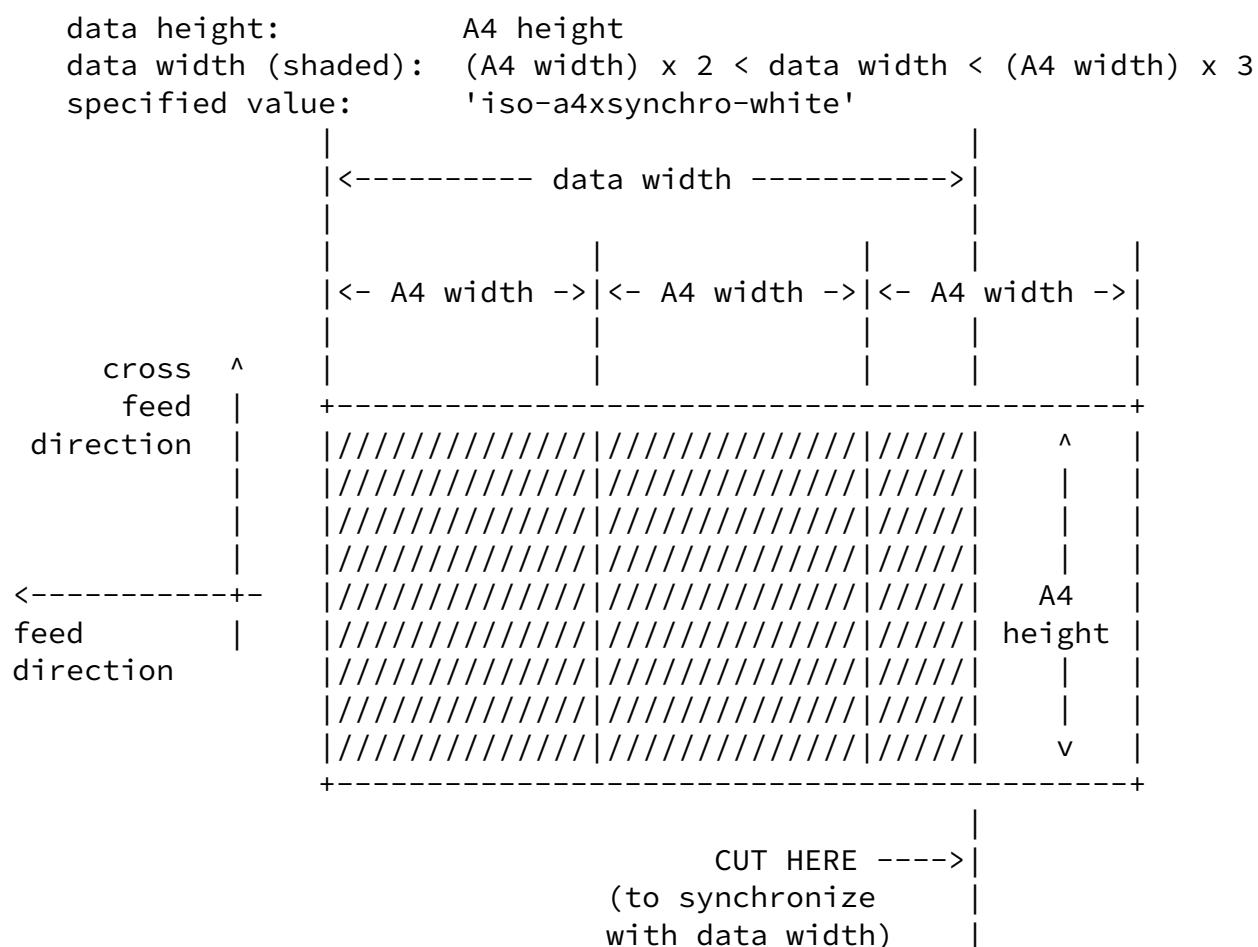 data height:           A4 height
data width (shaded):  (A4 width) x 2 < data width < (A4 width) x 3
specified value:      'iso-a4xsynchro-white'
|<---------- data width ----------->|
|<- A4 width ->|<- A4 width ->|<- A4 width ->|
cross
feed
direction
A4
feed height
direction
CUT HERE ---->|
(to synchronize
with data width)